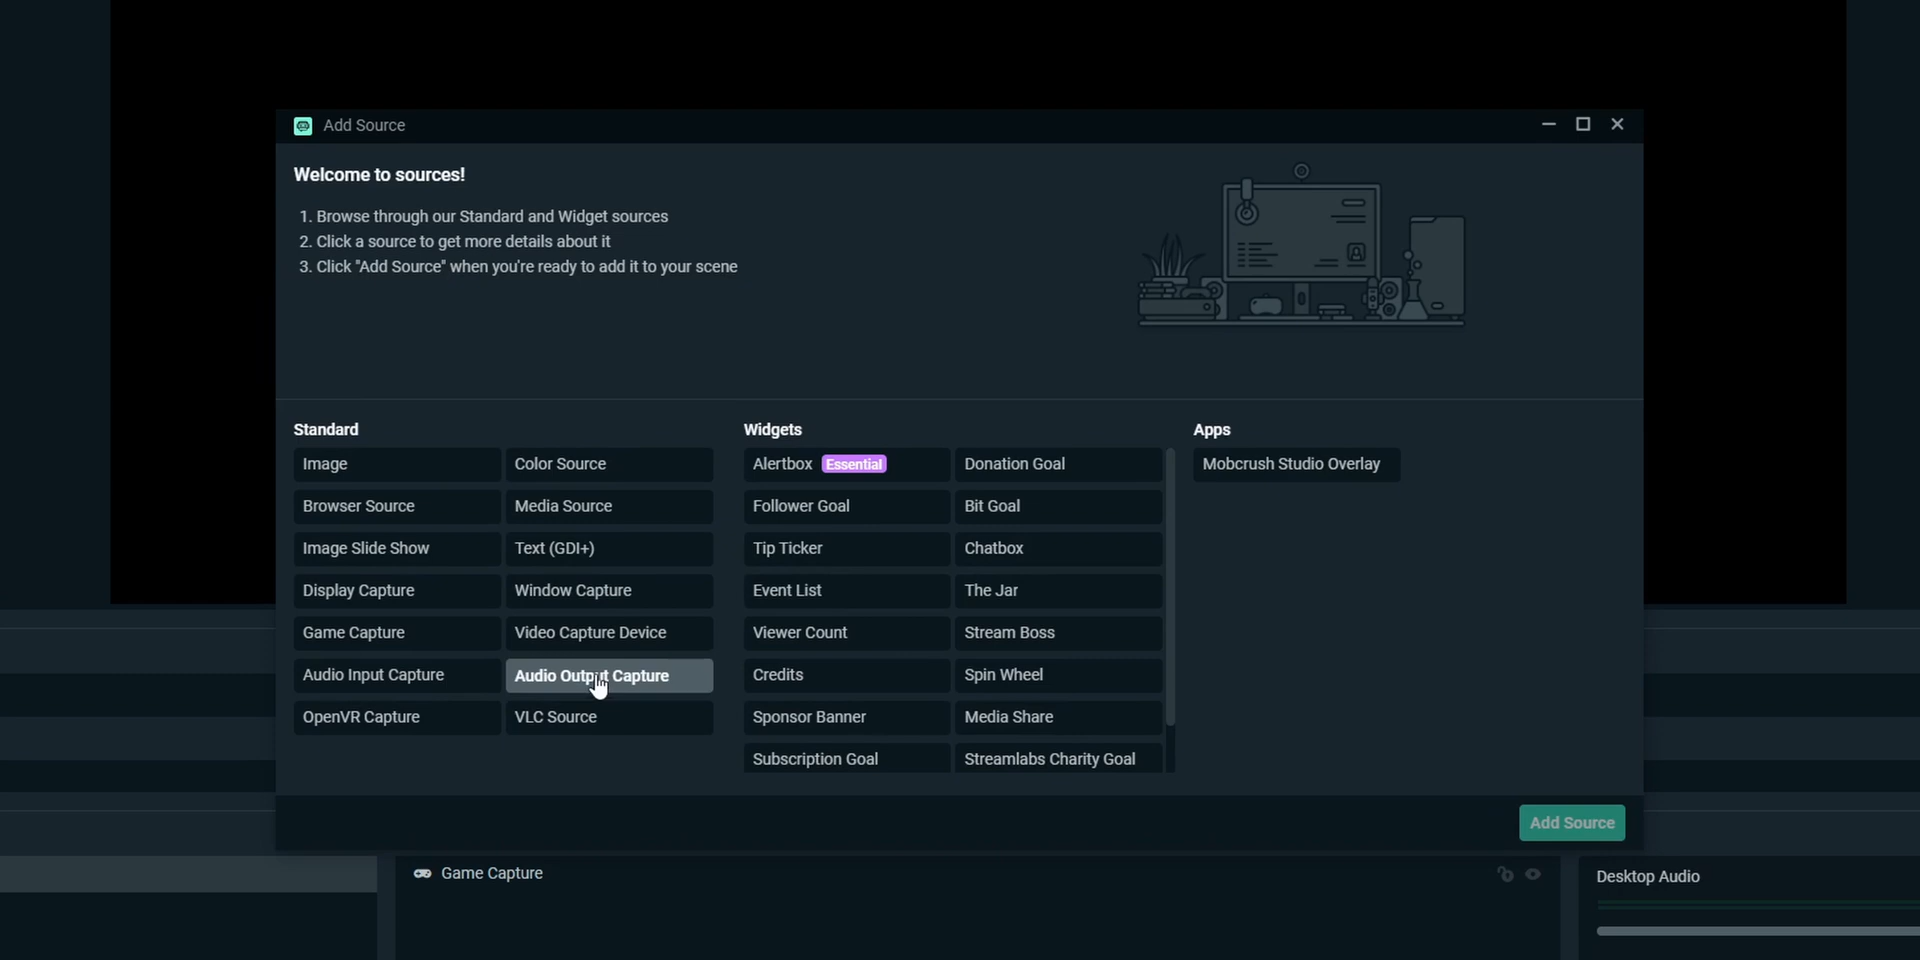 Add Source
Welcome to sources!
1. Browse through our Standard and Widget sources
2. Click a source to get more details about it
3. Click "Add Source" when you're ready to add it to your scene
Standard
Image
Color Source
Browser Source
Media Source
Image Slide Show
Text (GDI+)
Display Capture
Window Capture
Game Capture
Video Capture Device
Audio Input Capture
Audio Output Capture
OpenVR Capture
VLC Source
Widgets
Alertbox Essential
Donation Goal
Follower Goal
Bit Goal
Tip Ticker
Chatbox
Event List
The Jar
Viewer Count
Stream Boss
Credits
Spin Wheel
Sponsor Banner
Media Share
Subscription Goal
Streamlabs Charity Goal
Apps
Mobcrush Studio Overlay
Add Source
Game Capture
Desktop Audio